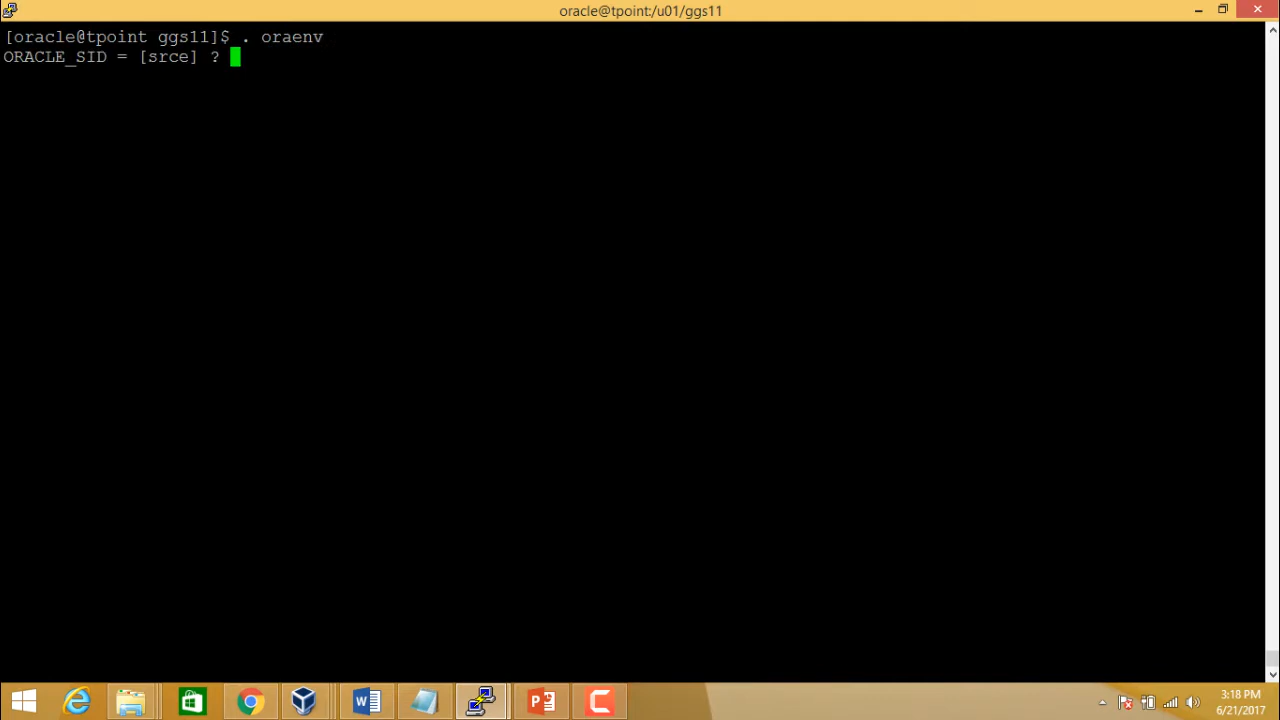 oracle@tpoint:/u01/ggs11
[oracle@tpoint ggs11]$ . oraenv
ORACLE_SID = [srce] ?
3:18 PM
6/21/2017